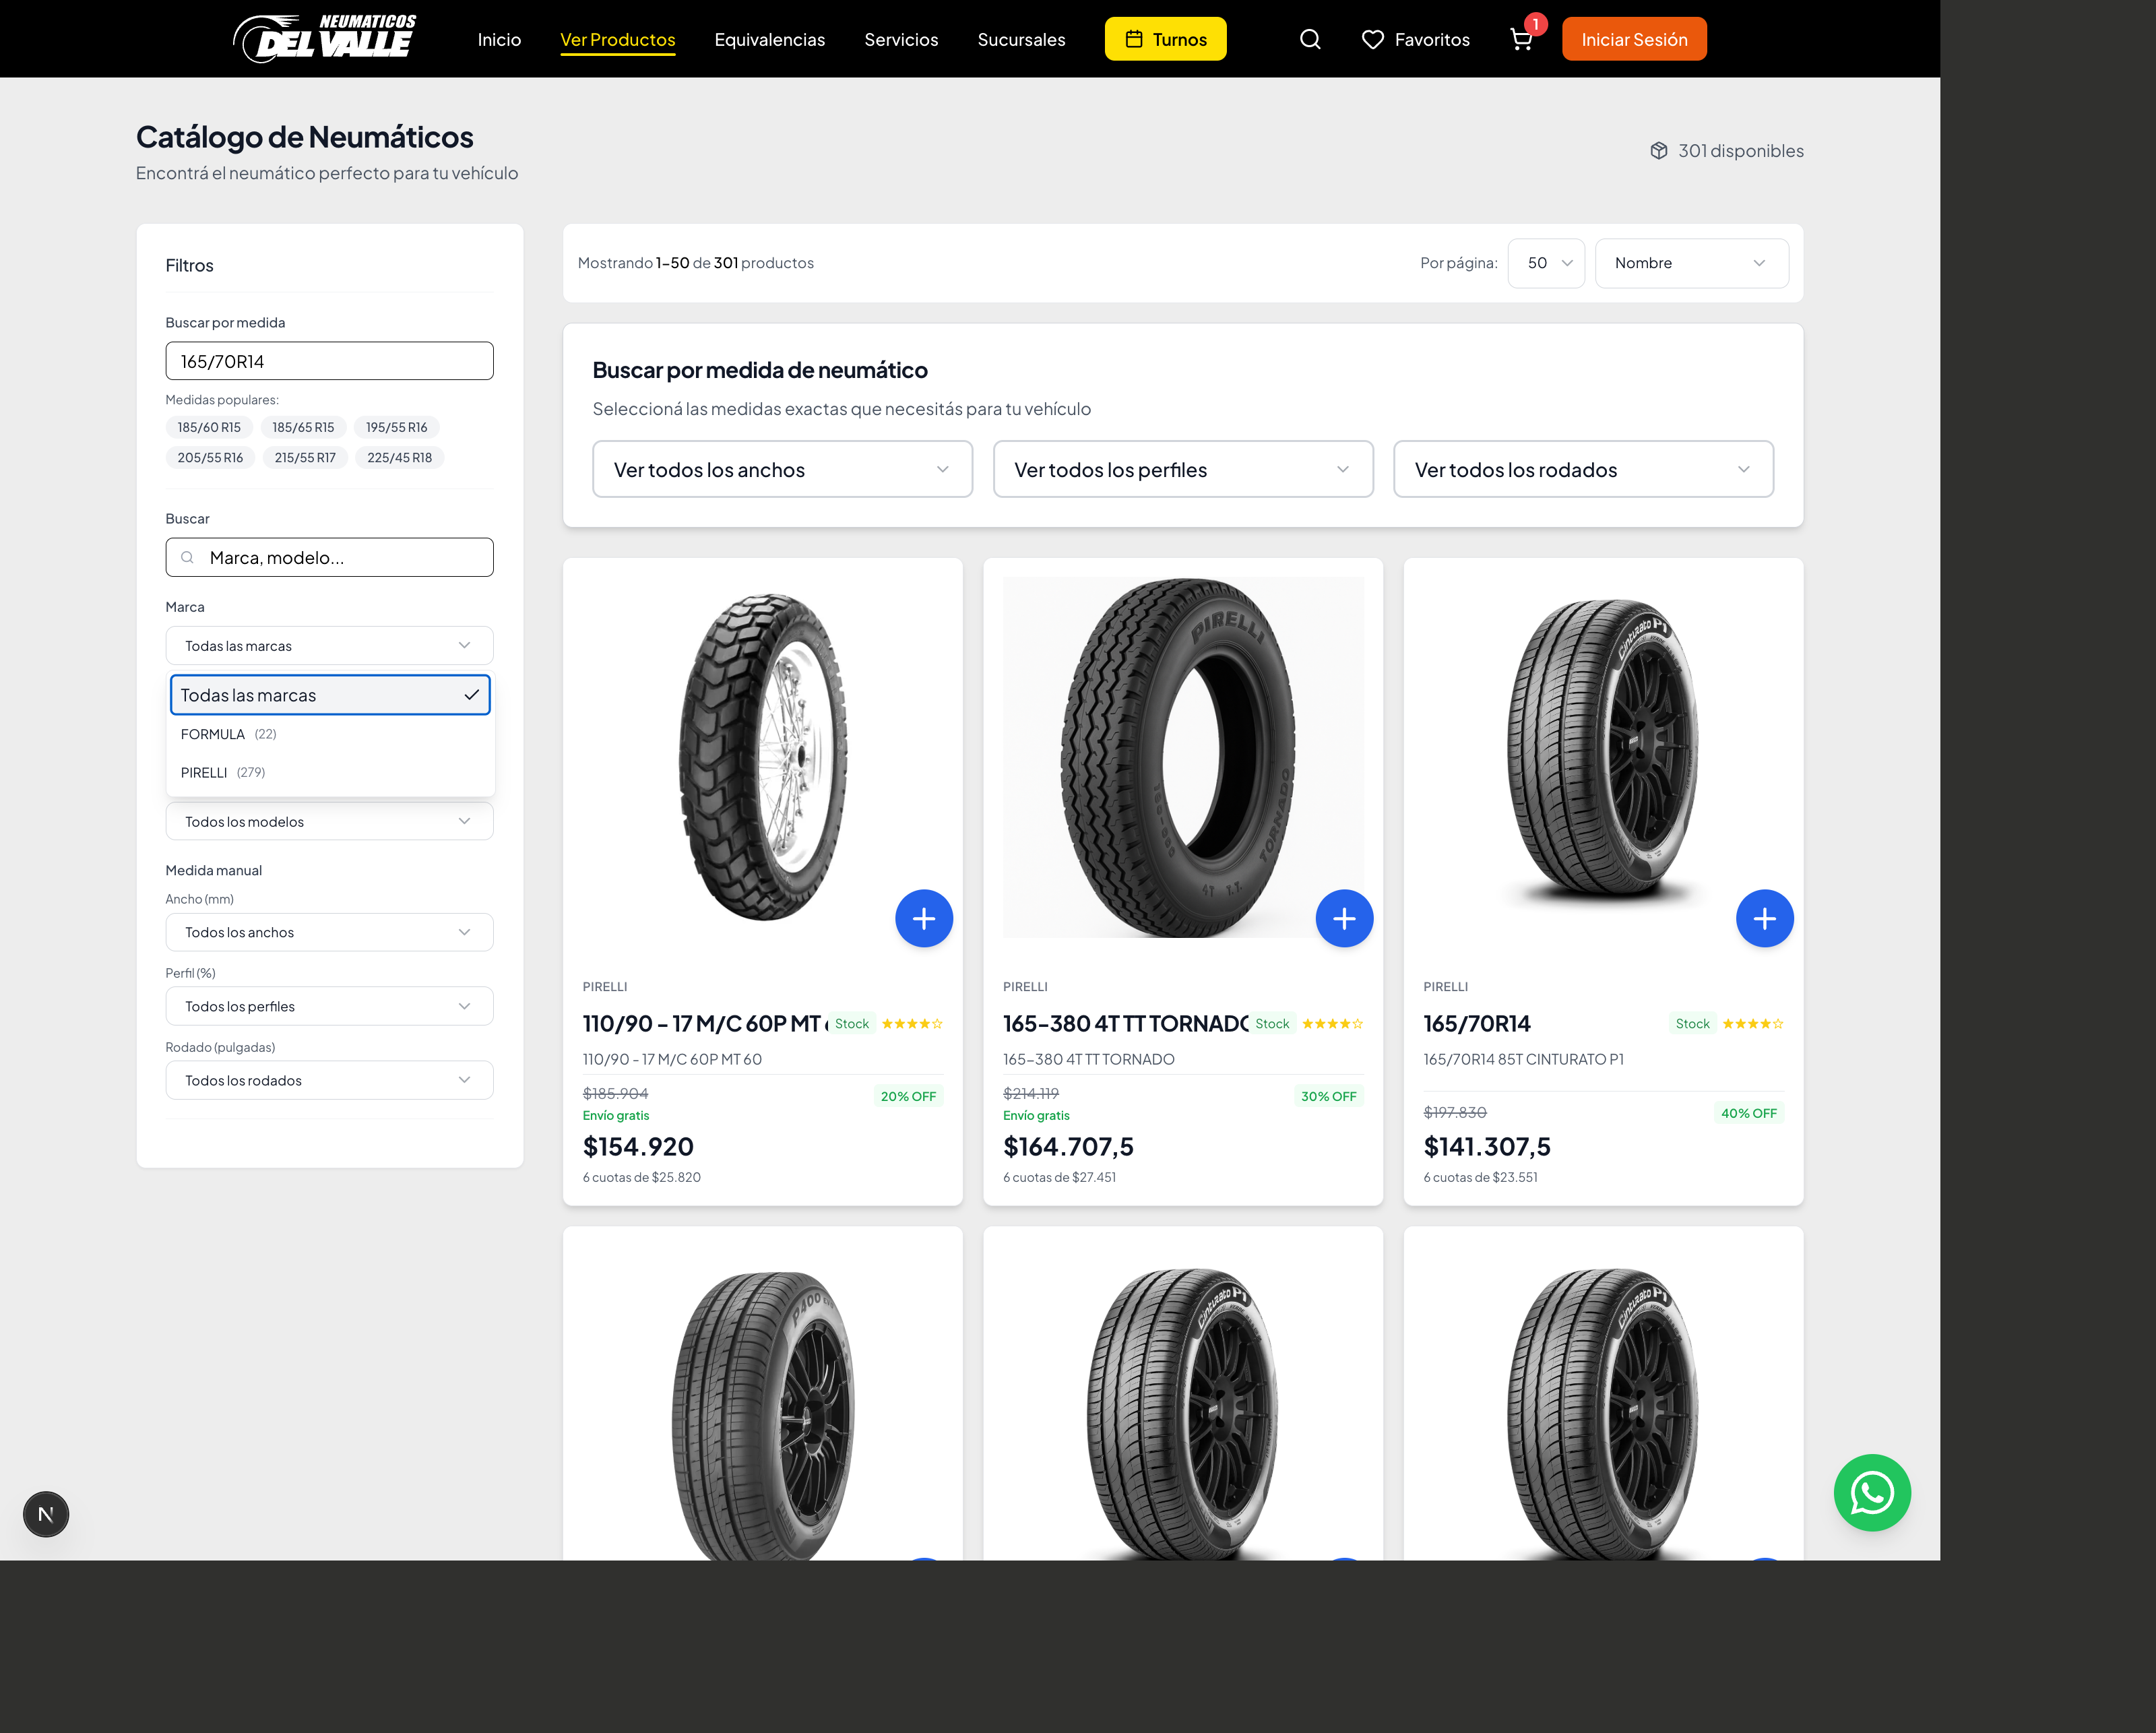 NEUMATICOS
DEL VALLE
Inicio
Ver Productos
Equivalencias
Servicios
Sucursales
Turnos
Favoritos
1
Iniciar Sesión
Catálogo de Neumáticos
Encontrá el neumático perfecto para tu vehículo
301 disponibles
Filtros
Buscar por medida
165/70R14
Medidas populares:
185/60 R15 185/65 R15 195/55 R16
205/55 R16 215/55 R17 225/45 R18
Buscar
Marca, modelo...
Marca
Todas las marcas
Todas las marcas
FORMULA (22)
PIRELLI (279)
Todos los modelos
Medida manual
Ancho (mm)
Todos los anchos
Perfil (%)
Todos los perfiles
Rodado (pulgadas)
Todos los rodados
Mostrando 1–50 de 301 productos
Por página: 50 Nombre
Buscar por medida de neumático
Seleccioná las medidas exactas que necesitás para tu vehículo
Ver todos los anchos
Ver todos los perfiles
Ver todos los rodados
PIRELLI
110/90 - 17 M/C 60P MT
Stock ★★★★☆
110/90 - 17 M/C 60P MT 60
$185.904
20% OFF
Envío gratis
$154.920
6 cuotas de $25.820
PIRELLI
TORNADO
PIRELLI
165-380 4T TT TORNADO
Stock ★★★★☆
165-380 4T TT TORNADO
$214.119
30% OFF
Envío gratis
$164.707,5
6 cuotas de $27.451
Cinturato P1
PIRELLI
165/70R14
Stock ★★★★☆
165/70R14 85T CINTURATO P1
$197.830
40% OFF
$141.307,5
6 cuotas de $23.551
P400
Cinturato P1
Cinturato P1
N